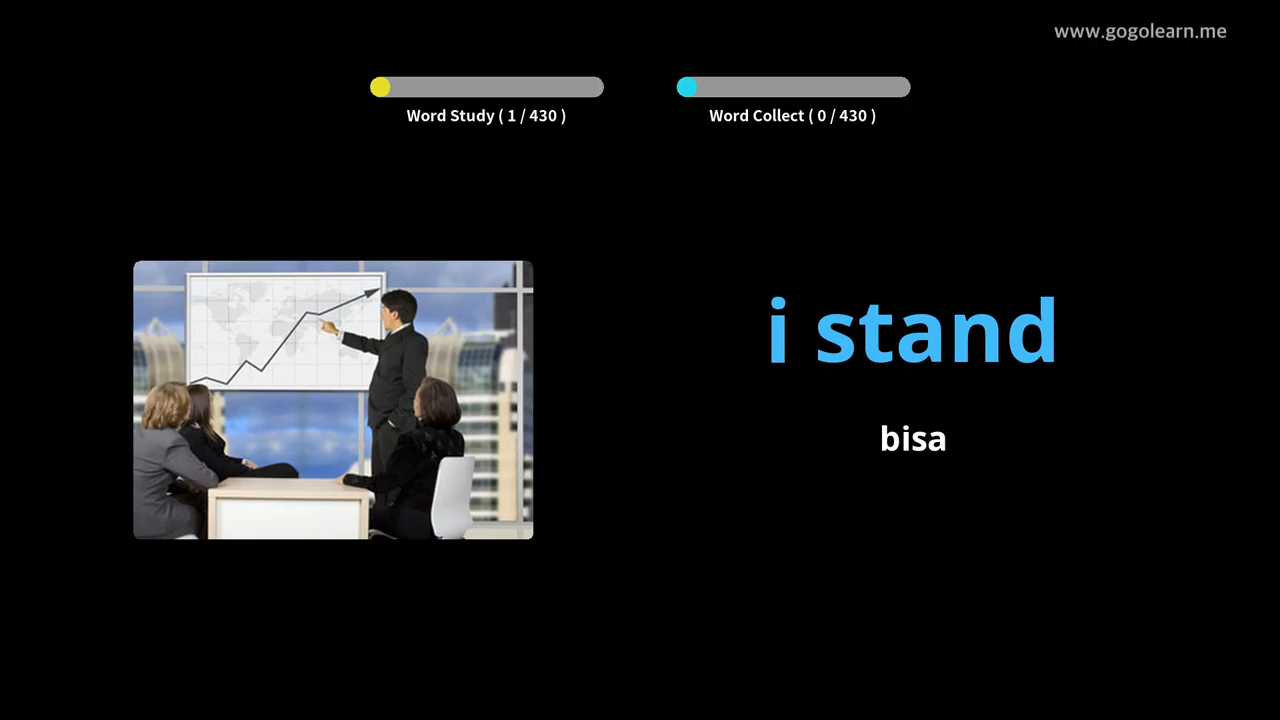 www.gogolearn.me
Word Study ( 1 / 430 )
Word Collect ( 0 / 430 )
i stand
bisa